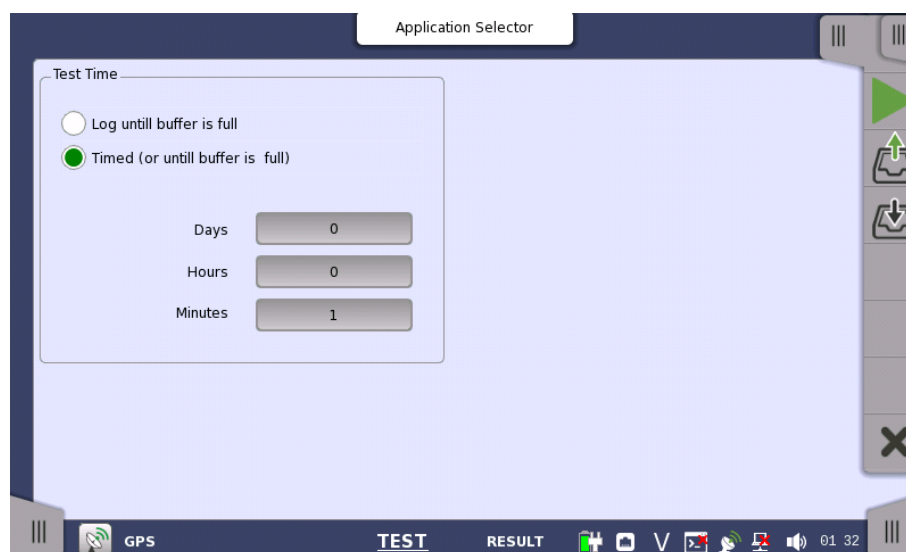 Application Selector
Test Time
Log untill buffer is full
Timed (or untill buffer is full)
Days 0
Hours 0
Minutes 1
GPS TEST RESULT V 01 32